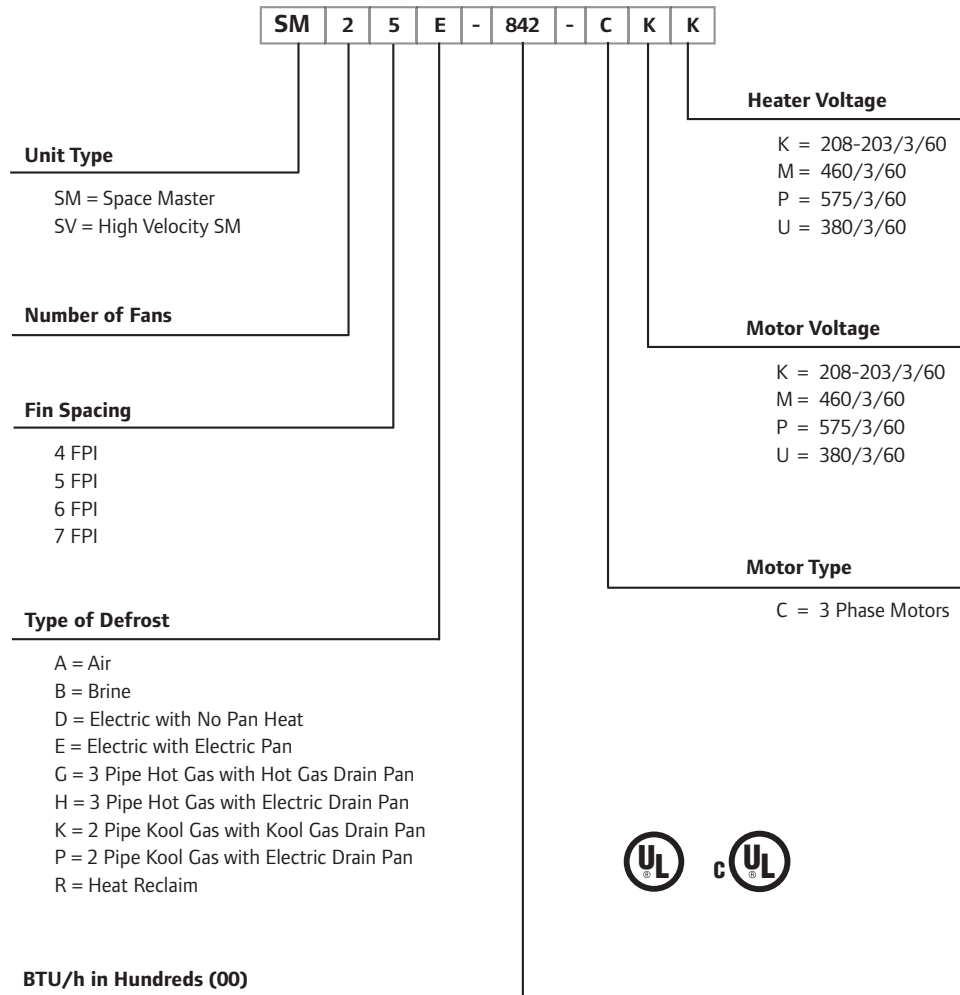 SM 2 5 E - 842 - C K K
Unit Type
SM = Space Master
SV = High Velocity SM
Number of Fans
Fin Spacing
4 FPI
5 FPI
6 FPI
7 FPI
Type of Defrost
A = Air
B = Brine
D = Electric with No Pan Heat
E = Electric with Electric Pan
G = 3 Pipe Hot Gas with Hot Gas Drain Pan
H = 3 Pipe Hot Gas with Electric Drain Pan
K = 2 Pipe Kool Gas with Kool Gas Drain Pan
P = 2 Pipe Kool Gas with Electric Drain Pan
R = Heat Reclaim
BTU/h in Hundreds (00)
Heater Voltage
K = 208-203/3/60
M = 460/3/60
P = 575/3/60
U = 380/3/60
Motor Voltage
K = 208-203/3/60
M = 460/3/60
P = 575/3/60
U = 380/3/60
Motor Type
C = 3 Phase Motors
UL ®
c UL ®